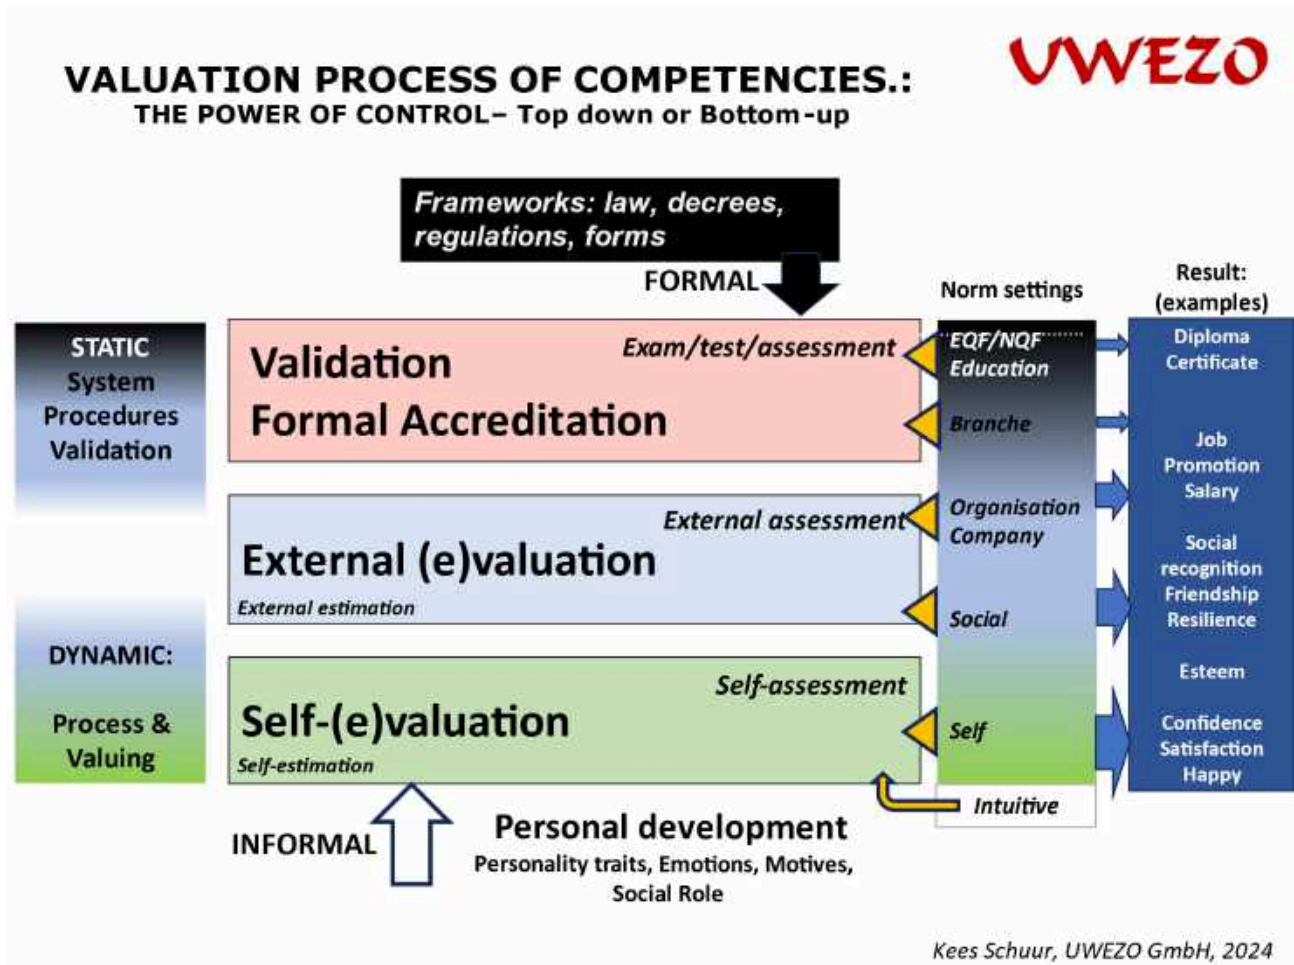 UWEZO
VALUATION PROCESS OF COMPETENCIES.:
THE POWER OF CONTROL– Top down or Bottom-up
Frameworks: law, decrees,
regulations, forms
FORMAL
Norm settings
Result:
(examples)
STATIC
System
Procedures
Validation
Validation
Exam/test/assessment
Formal Accreditation
EQF/NQF
Education
Branche
Diploma
Certificate
Job
Promotion
Salary
External assessment
External (e)valuation
External estimation
Organisation
Company
Social
Social
recognition
Friendship
Resilience
DYNAMIC:
Process &
Valuing
Self-assessment
Self-(e)valuation
Self-estimation
Self
Intuitive
Esteem
Confidence
Satisfaction
Happy
INFORMAL
Personal development
Personality traits, Emotions, Motives,
Social Role
Kees Schuur, UWEZO GmbH, 2024